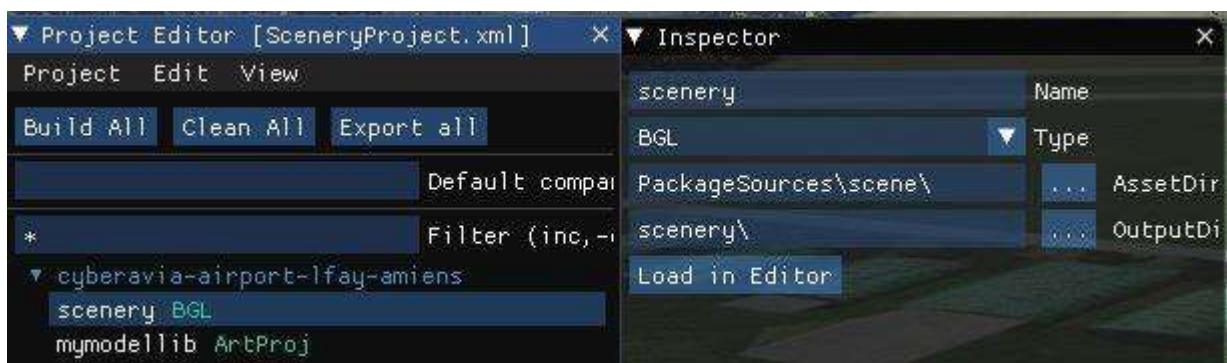 Project Editor [SceneryProject.xml]
Project Edit View
Build All Clean All Export all
Default compa
* Filter (inc,-
cyberavia-airport-lfay-amiens
scenery BGL
mymodellib ArtProj
Inspector
scenery Name
BGL Type
PackageSources\scene\ ... AssetDir
scenery\ ... OutputDi
Load in Editor